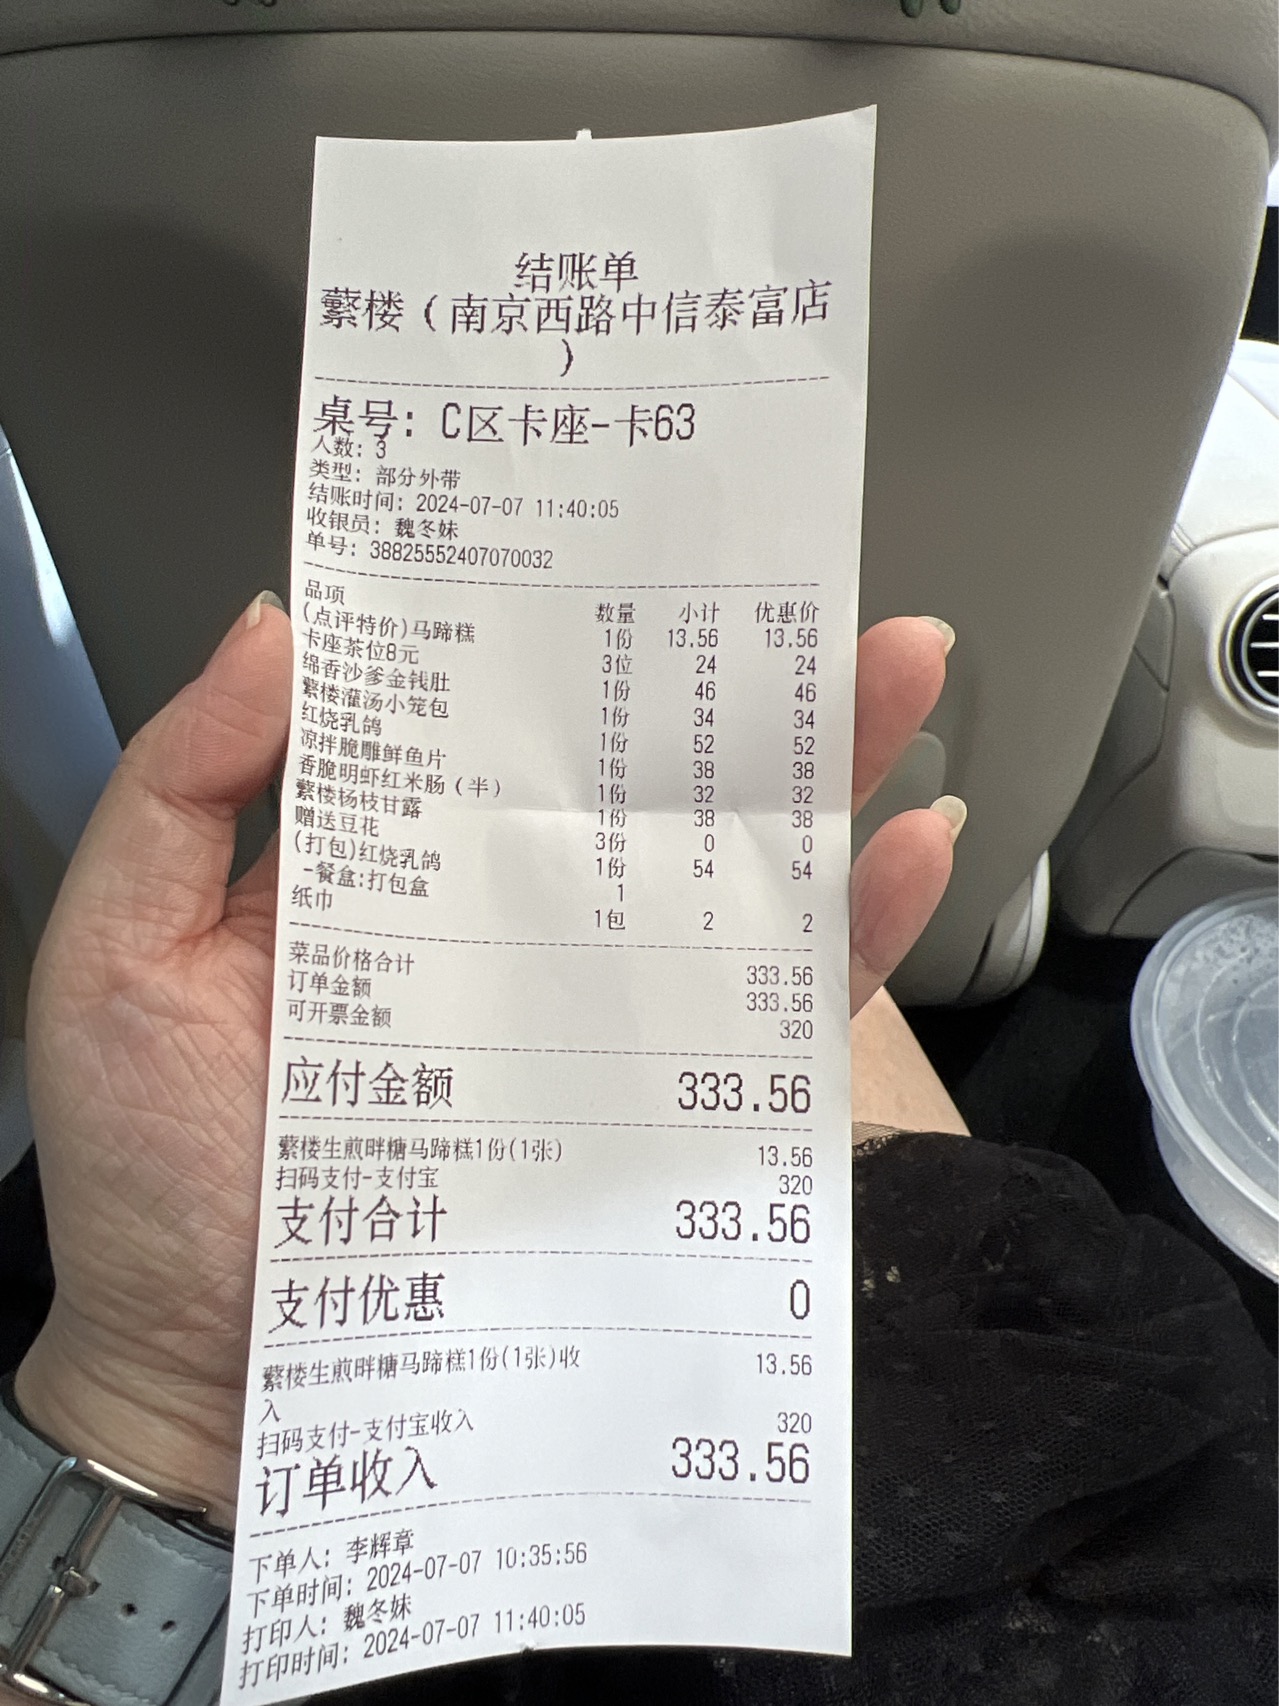 结账单
蘩楼（南京西路中信泰富店
）
桌号: C区卡座-卡63
人数: 3
类型: 部分外带
结账时间: 2024-07-07 11:40:05
收银员: 魏冬妹
单号: 38825552407070032
品项 数量 小计 优惠价
(点评特价)马蹄糕 1份 13.56 13.56
卡座茶位8元 3位 24 24
绵香沙爹金钱肚 1份 46 46
蘩楼灌汤小笼包 1份 34 34
红烧乳鸽 1份 52 52
凉拌脆雕鲜鱼片 1份 38 38
香脆明虾红米肠（半） 1份 32 32
蘩楼杨枝甘露 1份 38 38
赠送豆花 3份 0 0
(打包)红烧乳鸽 1份 54 54
-餐盒:打包盒 1
纸巾 1包 2 2
菜品价格合计 333.56
订单金额 333.56
可开票金额 320
应付金额 333.56
蘩楼生煎畔糖马蹄糕1份(1张) 13.56
扫码支付-支付宝 320
支付合计 333.56
支付优惠 0
蘩楼生煎畔糖马蹄糕1份(1张)收 13.56
入
扫码支付-支付宝收入 320
订单收入 333.56
下单人: 李辉章
下单时间: 2024-07-07 10:35:56
打印人: 魏冬妹
打印时间: 2024-07-07 11:40:05